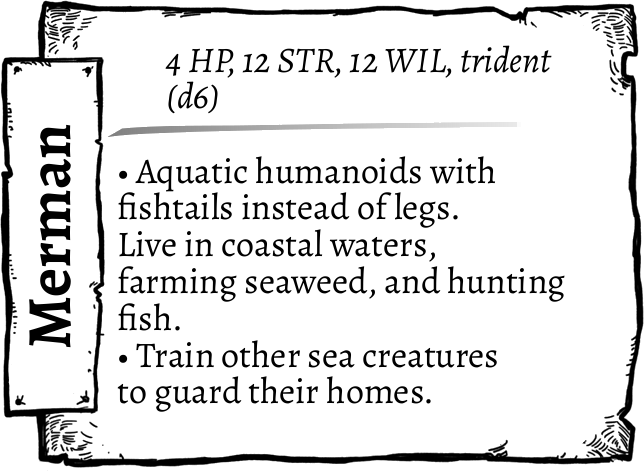 Merman
4 HP, 12 STR, 12 WIL, trident
(d6)
• Aquatic humanoids with
fishtails instead of legs.
Live in coastal waters,
farming seaweed, and hunting
fish.
• Train other sea creatures
to guard their homes.